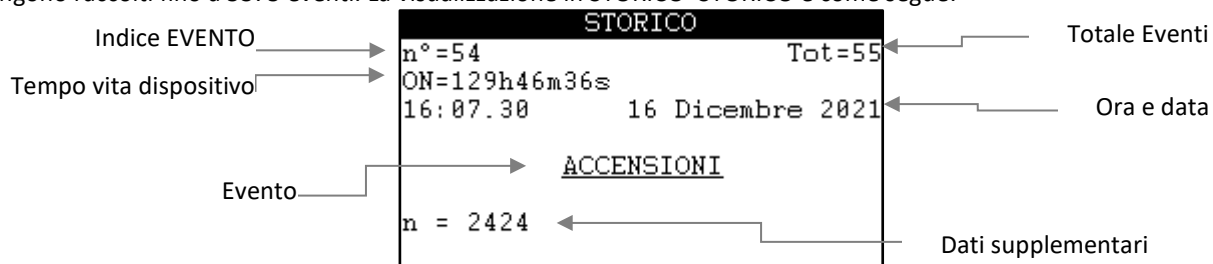 STORICO
Indice EVENTO
n°=54 Tot=55
Totale Eventi
Tempo vita dispositivo
ON=129h46m36s
16:07.30 16 Dicembre 2021
Ora e data
ACCENSIONI
Evento
n = 2424
Dati supplementari